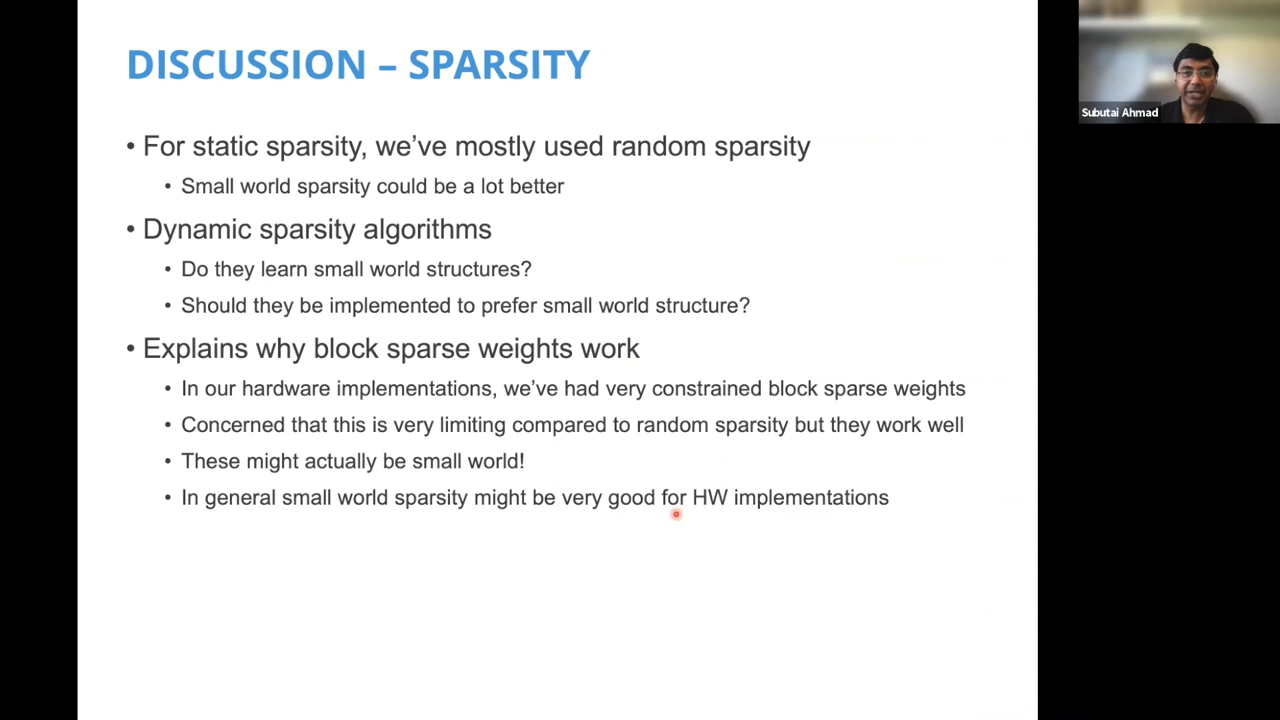 DISCUSSION – SPARSITY
Subutai Ahmad
• For static sparsity, we’ve mostly used random sparsity
• Small world sparsity could be a lot better
• Dynamic sparsity algorithms
• Do they learn small world structures?
• Should they be implemented to prefer small world structure?
• Explains why block sparse weights work
• In our hardware implementations, we’ve had very constrained block sparse weights
• Concerned that this is very limiting compared to random sparsity but they work well
• These might actually be small world!
• In general small world sparsity might be very good for HW implementations